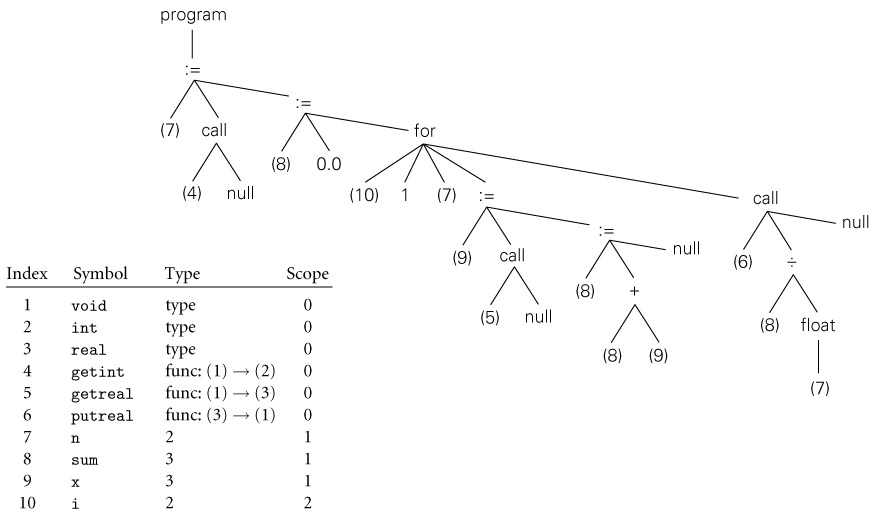 program
:=
:=
(7) call
(8) 0.0
for
(4) null
(10) 1 (7) :=
call
null
(9) call
:=
null
(6) ÷
(5) null
(8) +
(8) float
(8) (9)
(7)
Index Symbol Type Scope
1 void type 0
2 int type 0
3 real type 0
4 getint func: (1) → (2) 0
5 getreal func: (1) → (3) 0
6 putreal func: (3) → (1) 0
7 n 2 1
8 sum 3 1
9 x 3 1
10 i 2 2